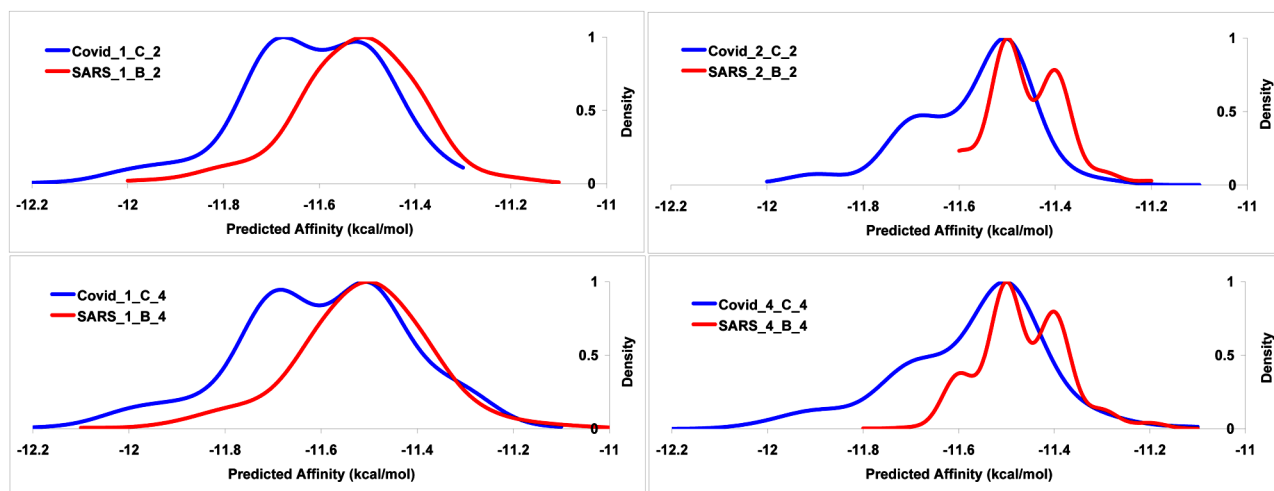 Covid_1_C_2
SARS_1_B_2
1
0.5
0
Density
-12.2 -12 -11.8 -11.6 -11.4 -11.2 -11
Predicted Affinity (kcal/mol)
Covid_2_C_2
SARS_2_B_2
1
0.5
0
Density
-12.2 -12 -11.8 -11.6 -11.4 -11.2 -11
Predicted Affinity (kcal/mol)
Covid_1_C_4
SARS_1_B_4
1
0.5
0
Density
-12.2 -12 -11.8 -11.6 -11.4 -11.2 -11
Predicted Affinity (kcal/mol)
Covid_4_C_4
SARS_4_B_4
1
0.5
0
Density
-12.2 -12 -11.8 -11.6 -11.4 -11.2 -11
Predicted Affinity (kcal/mol)